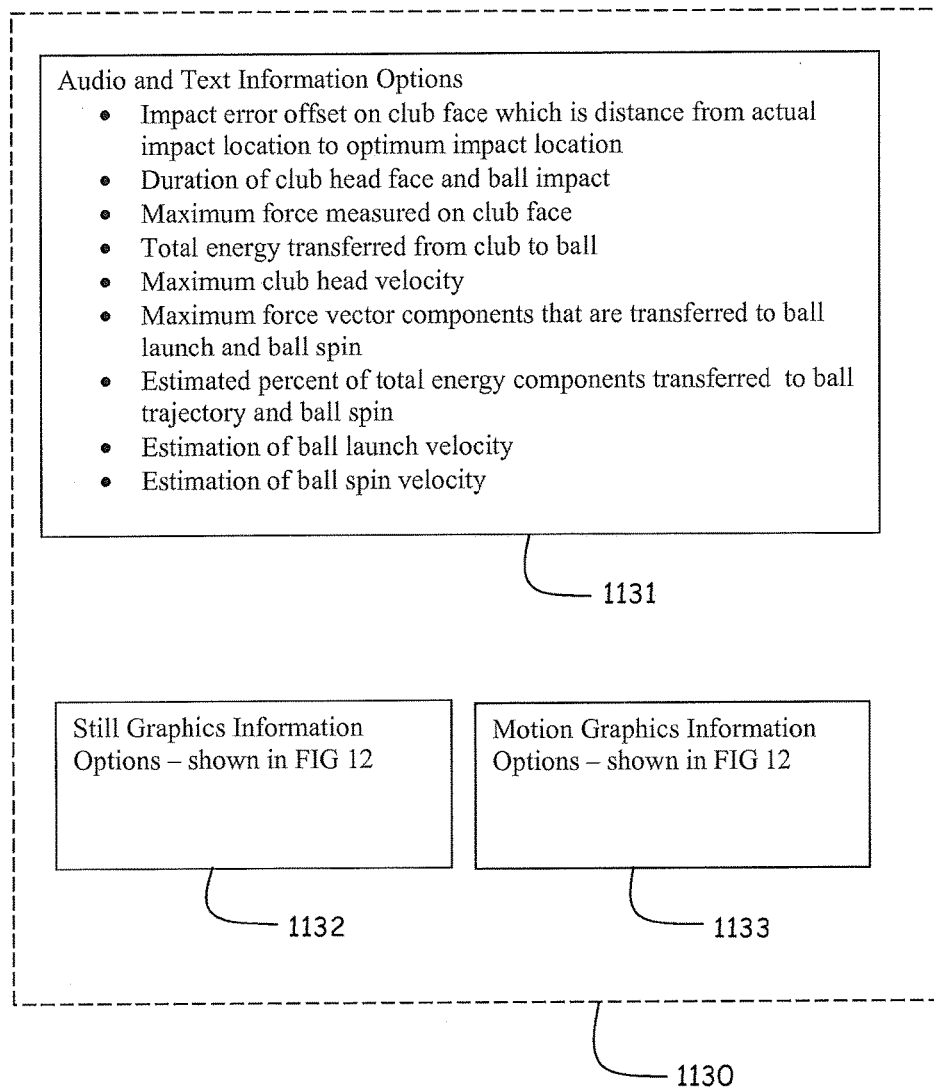 Audio and Text Information Options
• Impact error offset on club face which is distance from actual
impact location to optimum impact location
• Duration of club head face and ball impact
• Maximum force measured on club face
• Total energy transferred from club to ball
• Maximum club head velocity
• Maximum force vector components that are transferred to ball
launch and ball spin
• Estimated percent of total energy components transferred to ball
trajectory and ball spin
• Estimation of ball launch velocity
• Estimation of ball spin velocity
1131
Still Graphics Information
Options – shown in FIG 12
1132
Motion Graphics Information
Options – shown in FIG 12
1133
1130